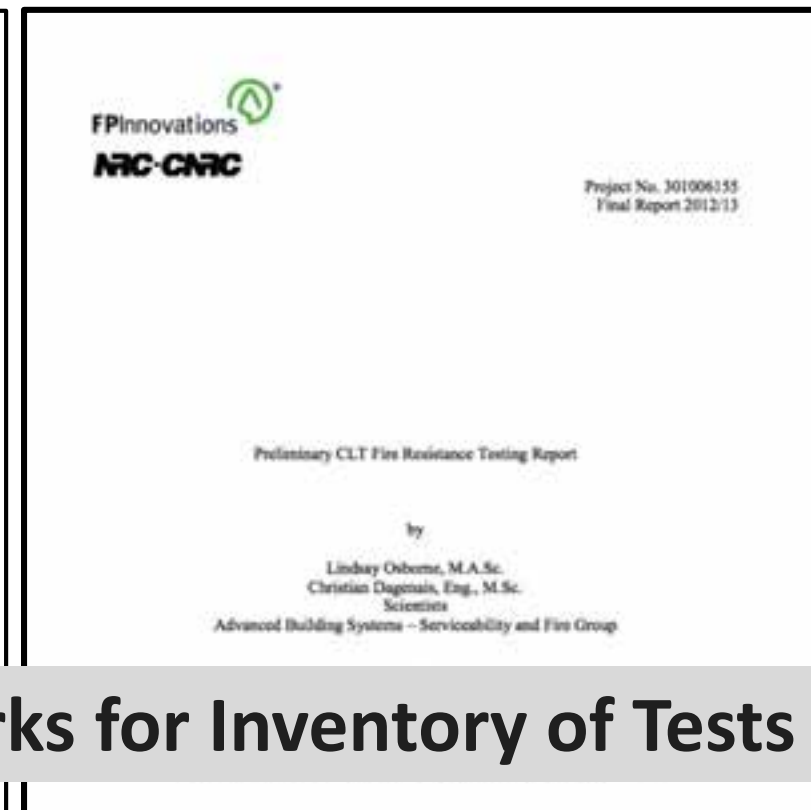 FPInnovations
NRC-CNRC
Project No. 301006155
Final Report 2012/13
Preliminary CLT Fire Resistance Testing Report
by
Lindsay Osborne, M.A.Sc.
Christian Dagenais, Eng., M.Sc.
Scientists
Advanced Building Systems – Serviceability and Fire Group
rks for Inventory of Tests